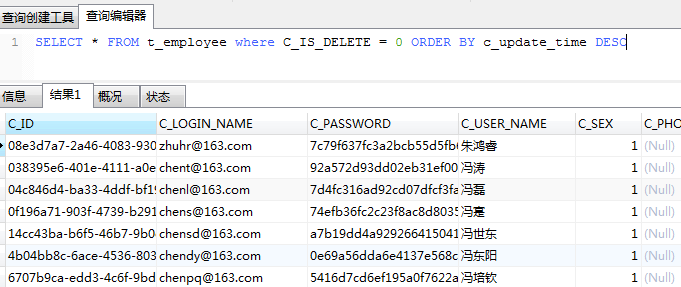 查询创建工具 查询编辑器
1 SELECT * FROM t_employee where C_IS_DELETE = 0 ORDER BY c_update_time DESC
信息 结果1 概况 状态
C_ID C_LOGIN_NAME C_PASSWORD C_USER_NAME C_SEX C_PHO
08e3d7a7-2a46-4083-930 zhuhr@163.com 7c79f637fc3a2bcb55d5fb6 朱鸿睿 1 (Null)
038395e6-401e-4111-a0e chent@163.com 92a572d93dd02eb31ef00 冯涛 1 (Null)
04c846d4-ba33-4ddf-bf19 chenl@163.com 7d4fc316ad92cd07dfcf3fa 冯磊 1 (Null)
0f196a71-903f-4739-b291 chens@163.com 74efb36fc2c23f8ac8d8035 1 (Null)
14cc43ba-b6f5-46b7-9b0 chensd@163.com a7b19dd4a929266415041 冯世东 1 (Null)
4b04bb8c-6ace-4536-803 chendy@163.com 0e69a56dda6e4137e568c 冯东阳 1 (Null)
6707b9ca-edd3-4c6f-9bd chenpq@163.com 5416d7cd6ef195a0f7622a 冯培钦 1 (Null)